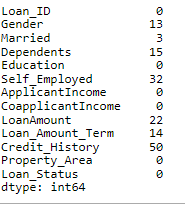 Loan_ID 0
Gender 13
Married 3
Dependents 15
Education 0
Self_Employed 32
ApplicantIncome 0
CoapplicantIncome 0
LoanAmount 22
Loan_Amount_Term 14
Credit_History 50
Property_Area 0
Loan_Status 0
dtype: int64